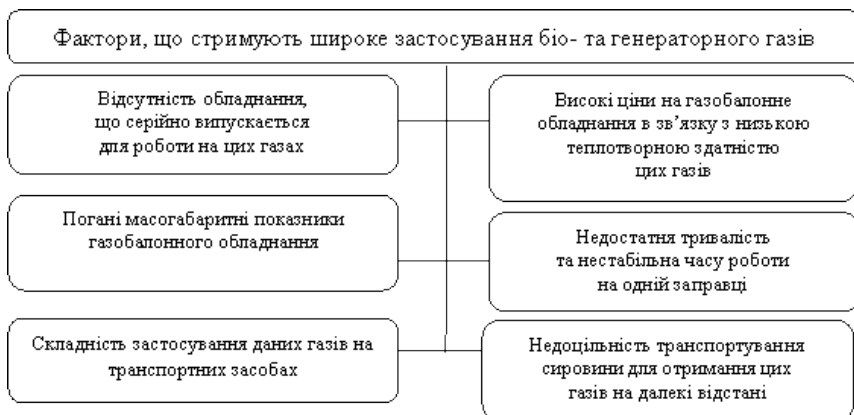 Фактори, що стримують широке застосування біо- та генераторного газів
Відсутність обладнання,
що серійно випускається
для роботи на цих газах
Високі ціни на газобалонне
обладнання в зв’язку з низькою
теплотворною здатністю
цих газів
Погані масогабаритні показники
газобалонного обладнання
Недостатня тривалість
та нестабільна часу роботи
на одній заправці
Складність застосування даних газів на
транспортних засобах
Недоцільність транспортування
сировини для отримання цих
газів на далекі відстані